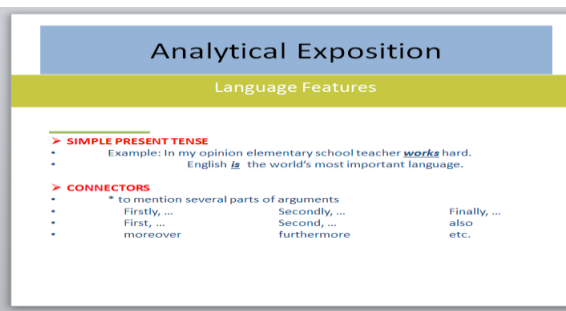 Analytical Exposition
Language Features
➢ SIMPLE PRESENT TENSE
• Example: In my opinion elementary school teacher works hard.
• English is the world's most important language.
➢ CONNECTORS
• * to mention several parts of arguments
• Firstly, ... Secondly, ... Finally, ...
• First, ... Second, ... also
• moreover furthermore etc.